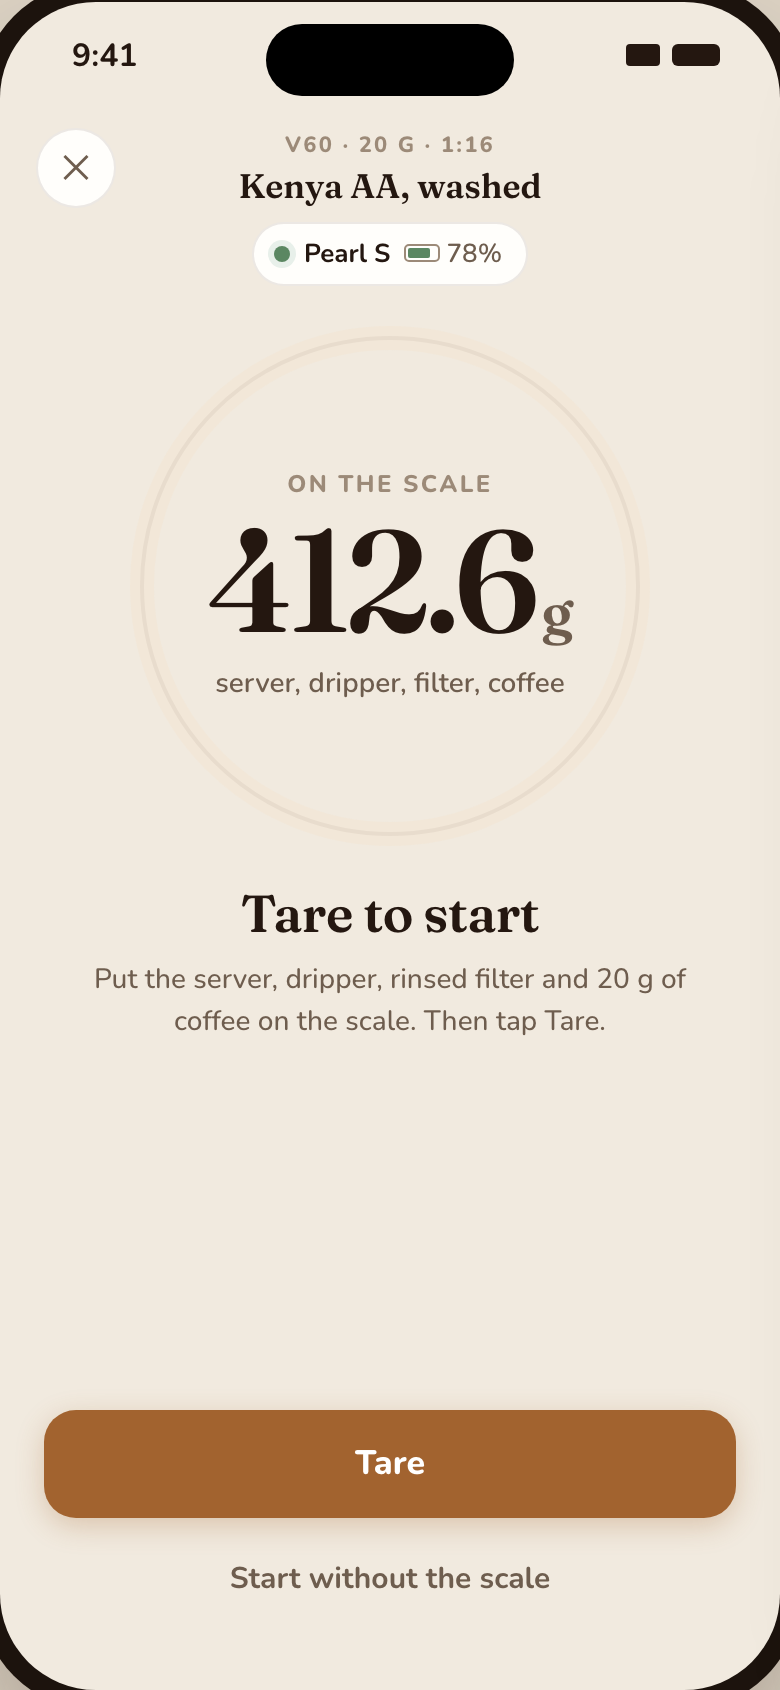 9:41
V60 · 20 G · 1:16
Kenya AA, washed
Pearl S 78%
ON THE SCALE
412.6g
server, dripper, filter, coffee
Tare to start
Put the server, dripper, rinsed filter and 20 g of
coffee on the scale. Then tap Tare.
Tare
Start without the scale